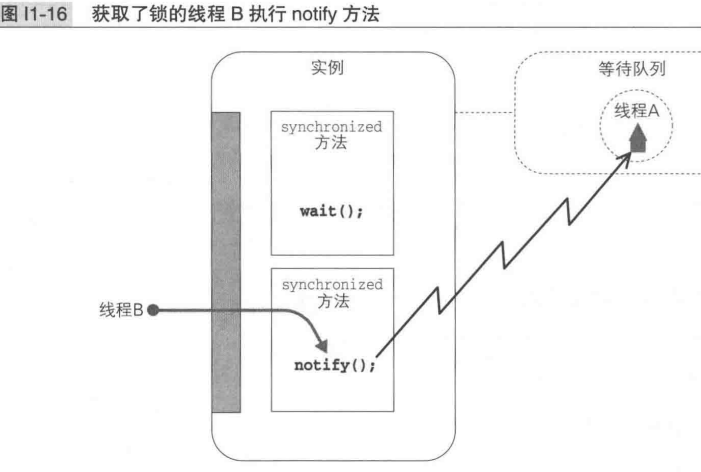 图 I1-16 获取了锁的线程 B 执行 notify 方法
实例
等待队列
线程A
synchronized
方法
wait();
synchronized
方法
线程B
notify();